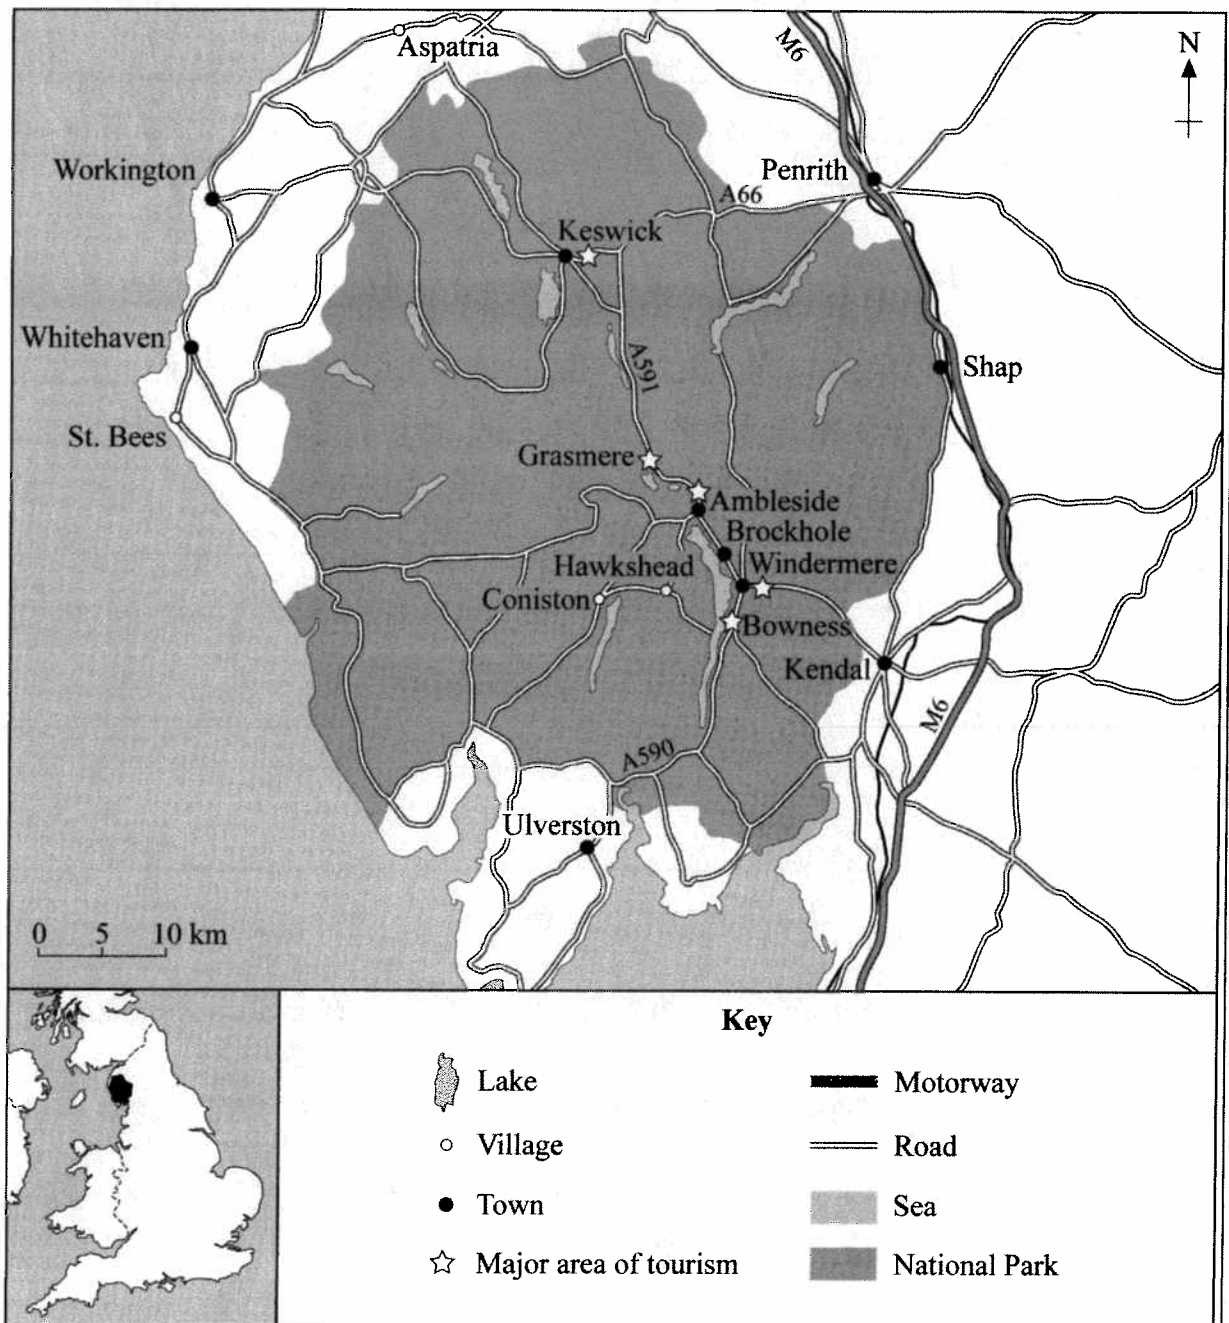 Aspatria
M6
N
Workington
Penrith
A66
Keswick
Whitehaven
A591
Shap
St. Bees
Grasmere
Ambleside
Brockhole
Hawkshead
Windermere
Coniston
Bowness
Kendal
M6
A590
Ulverston
0 5 10 km
Key
Lake
Motorway
Village
Road
Town
Sea
Major area of tourism
National Park